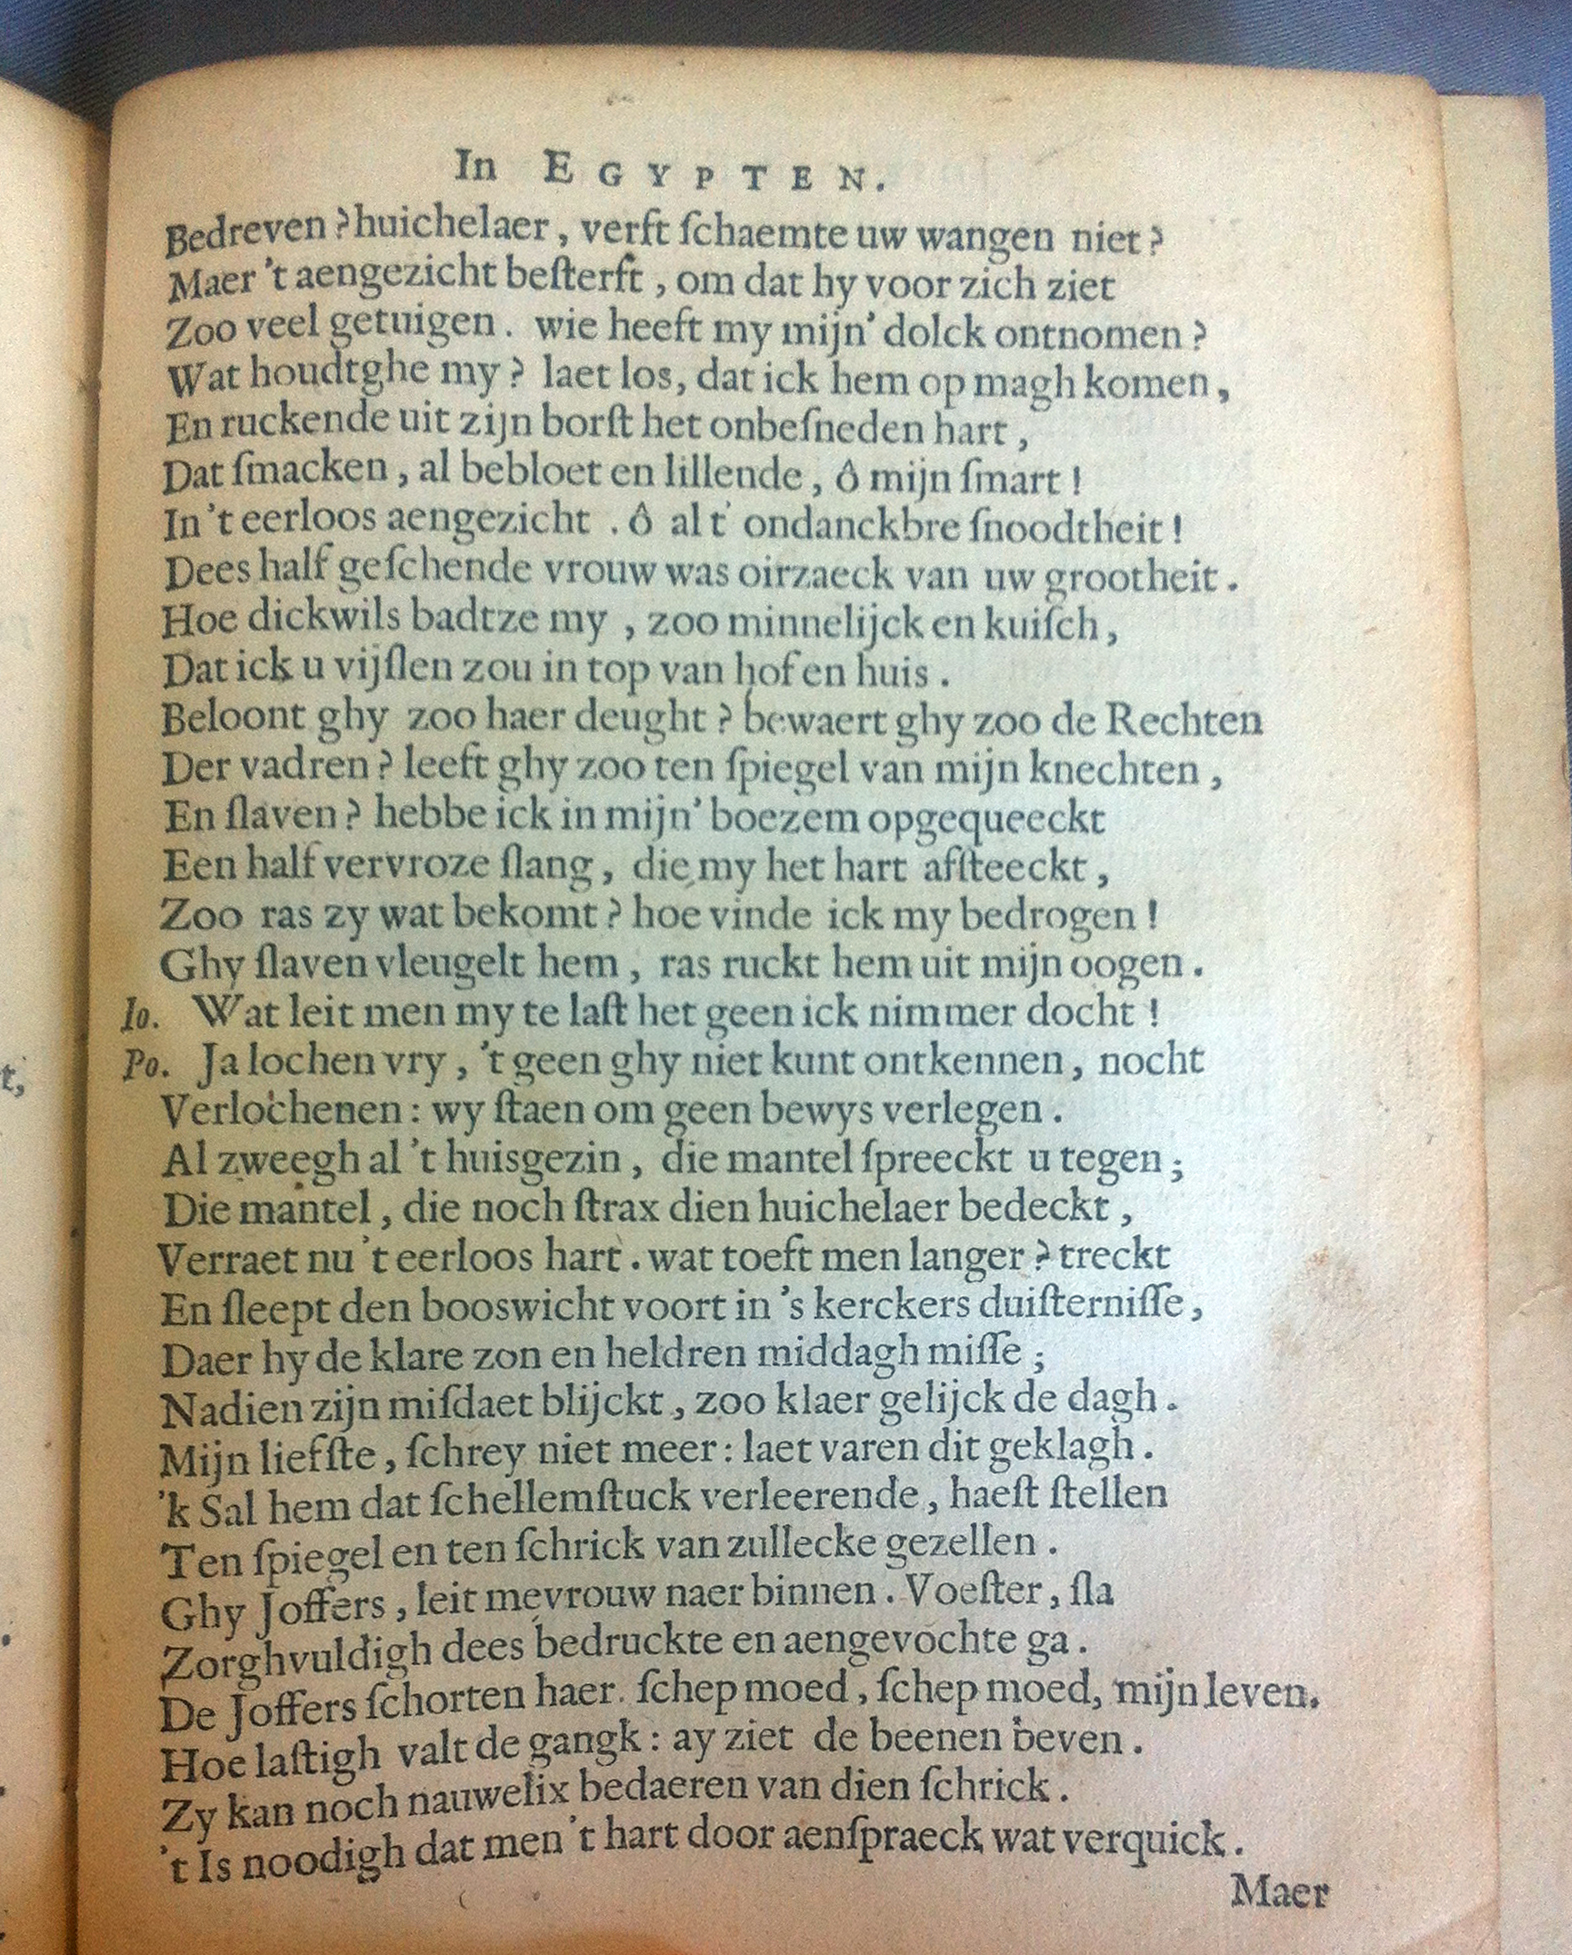 In EGYPTEN.
Bedreven ? huichelaer, verft ſchaemte uw wangen niet?
Maer 't aengezicht beſterft, om dat hy voor zich ziet
Zoo veel getuigen. wie heeft my mijn' dolck ontnomen?
Wat houdtghe my? laet los, dat ick hem op magh komen,
En ruckende uit zijn borſt het onbeſneden hart,
Dat ſmacken, al bebloet en lillende, ô mijn ſmart!
In 't eerloos aengezicht . ô al t' ondanckbre ſnoodtheit!
Dees half geſchende vrouw was oirzaeck van uw grootheit.
Hoe dickwils badtze my, zoo minnelijck en kuiſch,
Dat ick u vijſlen zou in top van hof en huis.
Beloont ghy zoo haer deught? bewaert ghy zoo de Rechten
Der vadren? leeft ghy zoo ten ſpiegel van mijn knechten,
En ſlaven? hebbe ick in mijn' boezem opgequeeckt
Een half vervroze ſlang, die my het hart afſteeckt,
Zoo ras zy wat bekomt? hoe vinde ick my bedrogen!
Ghy ſlaven vleugelt hem, ras ruckt hem uit mijn oogen.
Io. Wat leit men my te laſt het geen ick nimmer docht!
Po. Ja lochen vry, 't geen ghy niet kunt ontkennen, nocht
Verlochenen: wy ſtaen om geen bewys verlegen.
Al zweegh al 't huisgezin, die mantel ſpreeckt u tegen;
Die mantel, die noch ſtrax dien huichelaer bedeckt,
Verraet nu 't eerloos hart. wat toeft men langer? treckt
En ſleept den booswicht voort in 's kerckers duiſterniſſe,
Daer hy de klare zon en heldren middagh miſſe;
Nadien zijn miſdaet blijckt, zoo klaer gelijck de dagh.
Mijn liefſte, ſchrey niet meer: laet varen dit geklagh.
'k Sal hem dat ſchellemſtuck verleerende, haeſt ſtellen
Ten ſpiegel en ten ſchrick van zullecke gezellen.
Ghy Joffers, leit mevrouw naer binnen. Voeſter, ſla
Zorghvuldigh dees bedruckte en aengevochte ga.
De Joffers ſchorten haer. ſchep moed, ſchep moed, mijn leven.
Hoe laſtigh valt de gangk: ay ziet de beenen beven.
Zy kan noch nauwelix bedaeren van dien ſchrick.
't Is noodigh dat men 't hart door aenſpraeck wat verquick.
Maer